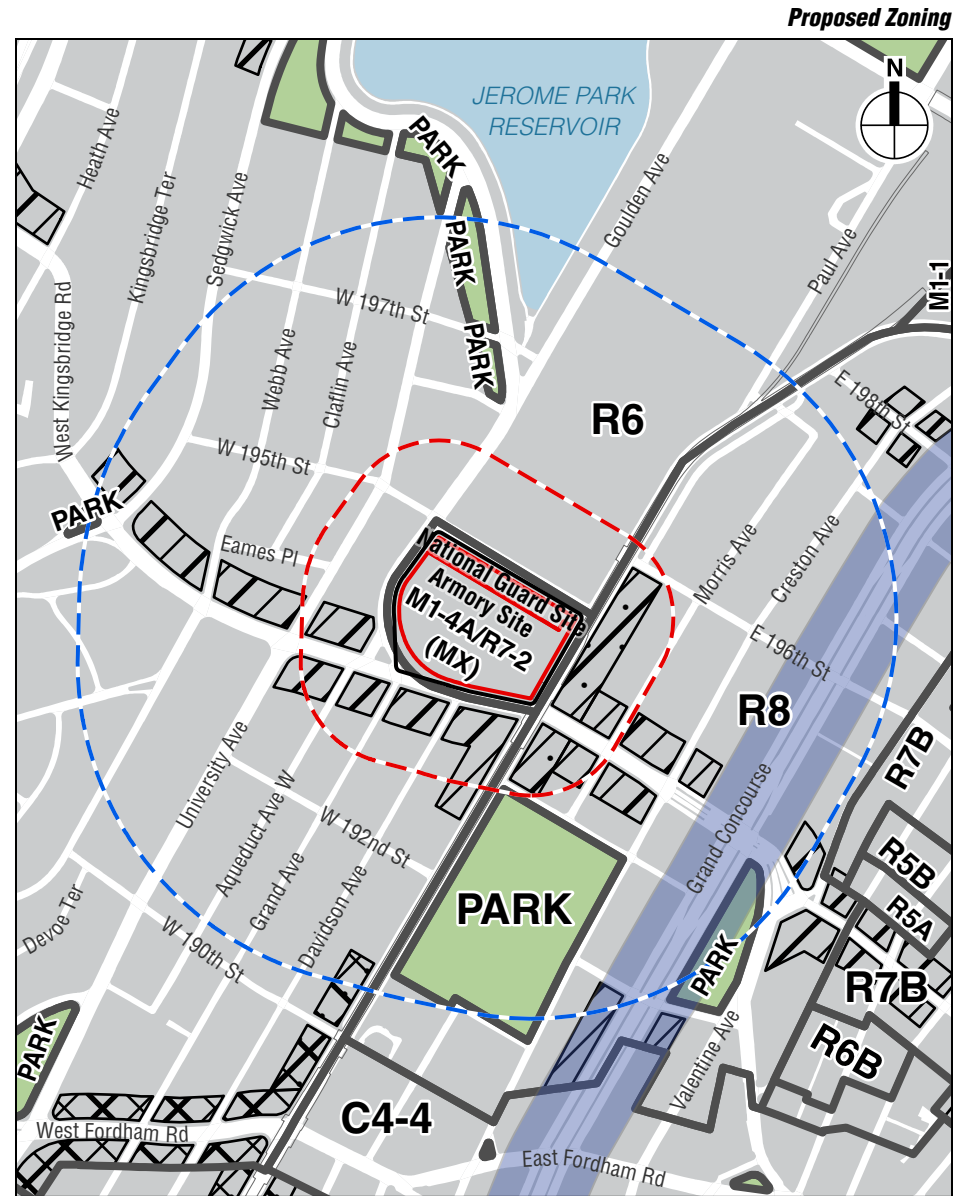 Proposed Zoning
N
JEROME PARK
RESERVOIR
PARK
Heath Ave
Kingsbridge Ter
Sedgwick Ave
Goulden Ave
Paul Ave
M1-1
PARK
West Kingsbridge Rd
W 197th St
Webb Ave
Claflin Ave
PARK
E 198th St
R6
W 195th St
PARK
Eames Pl
National Guard Site
Armory Site
M1-4A/R7-2
(MX)
Morris Ave
Creston Ave
E 196th St
R8
R7B
University Ave
Aqueduct Ave W
W 192nd St
Grand Ave
Davidson Ave
Grand Concourse
R5B
R5A
Devoe Ter
W 190th St
PARK
PARK
R7B
R6B
PARK
Valentine Ave
C4-4
West Fordham Rd
East Fordham Rd